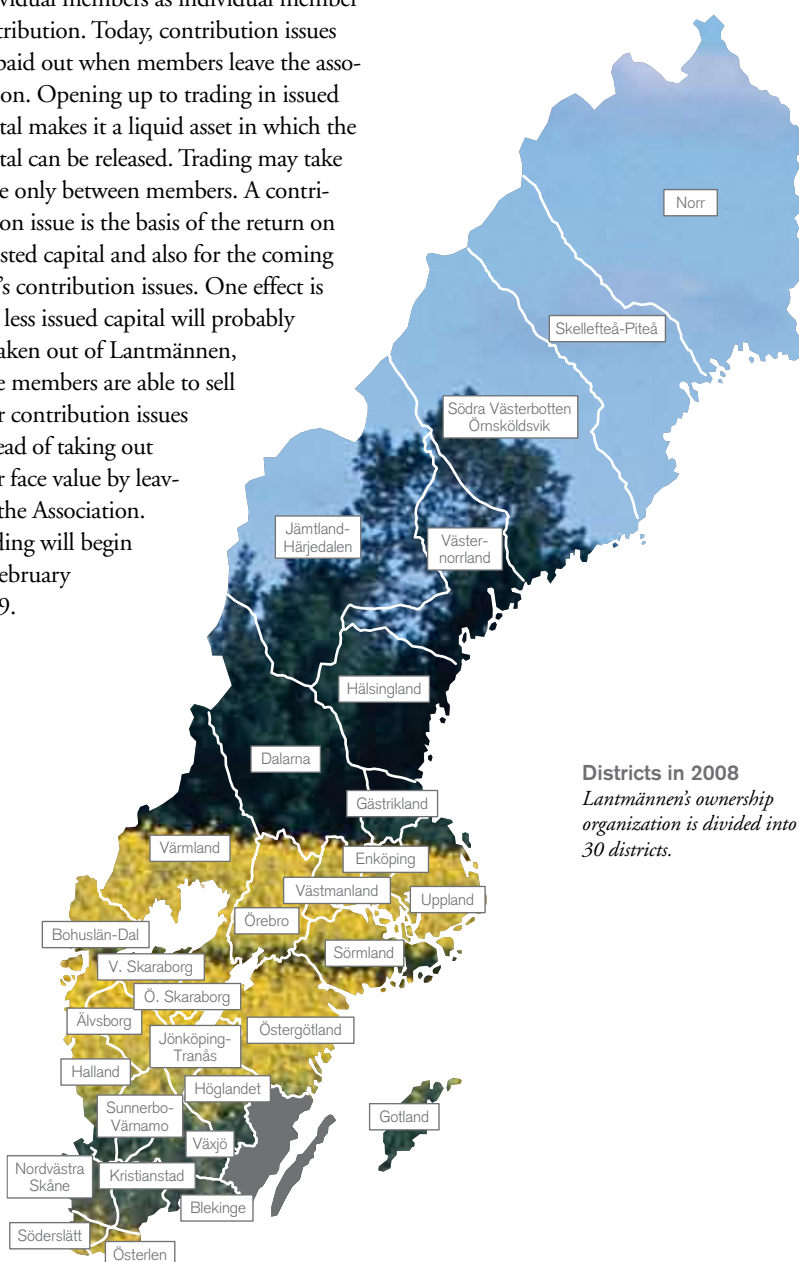 vidual members as individual member
tribution. Today, contribution issues
paid out when members leave the asso-
on. Opening up to trading in issued
tal makes it a liquid asset in which the
tal can be released. Trading may take
e only between members. A contri-
on issue is the basis of the return on
sted capital and also for the coming
's contribution issues. One effect is
less issued capital will probably
aken out of Lantmännen,
e members are able to sell
r contribution issues
ead of taking out
r face value by leav-
the Association.
ding will begin
ebruary
9.
Norr
Skellefteå-Piteå
Södra Västerbotten
Örnsköldsvik
Jämtland-
Härjedalen
Väster-
norrland
Hälsingland
Dalarna
Gästrikland
Districts in 2008
Lantmännen's ownership
organization is divided into
30 districts.
Värmland
Enköping
Västmanland
Uppland
Örebro
Bohuslän-Dal
Sörmland
V. Skaraborg
Ö. Skaraborg
Älvsborg
Östergötland
Jönköping-
Tranås
Halland
Höglandet
Sunnerbo-
Värnamo
Gotland
Växjö
Nordvästra
Skåne
Kristianstad
Blekinge
Söderslätt
Österlen